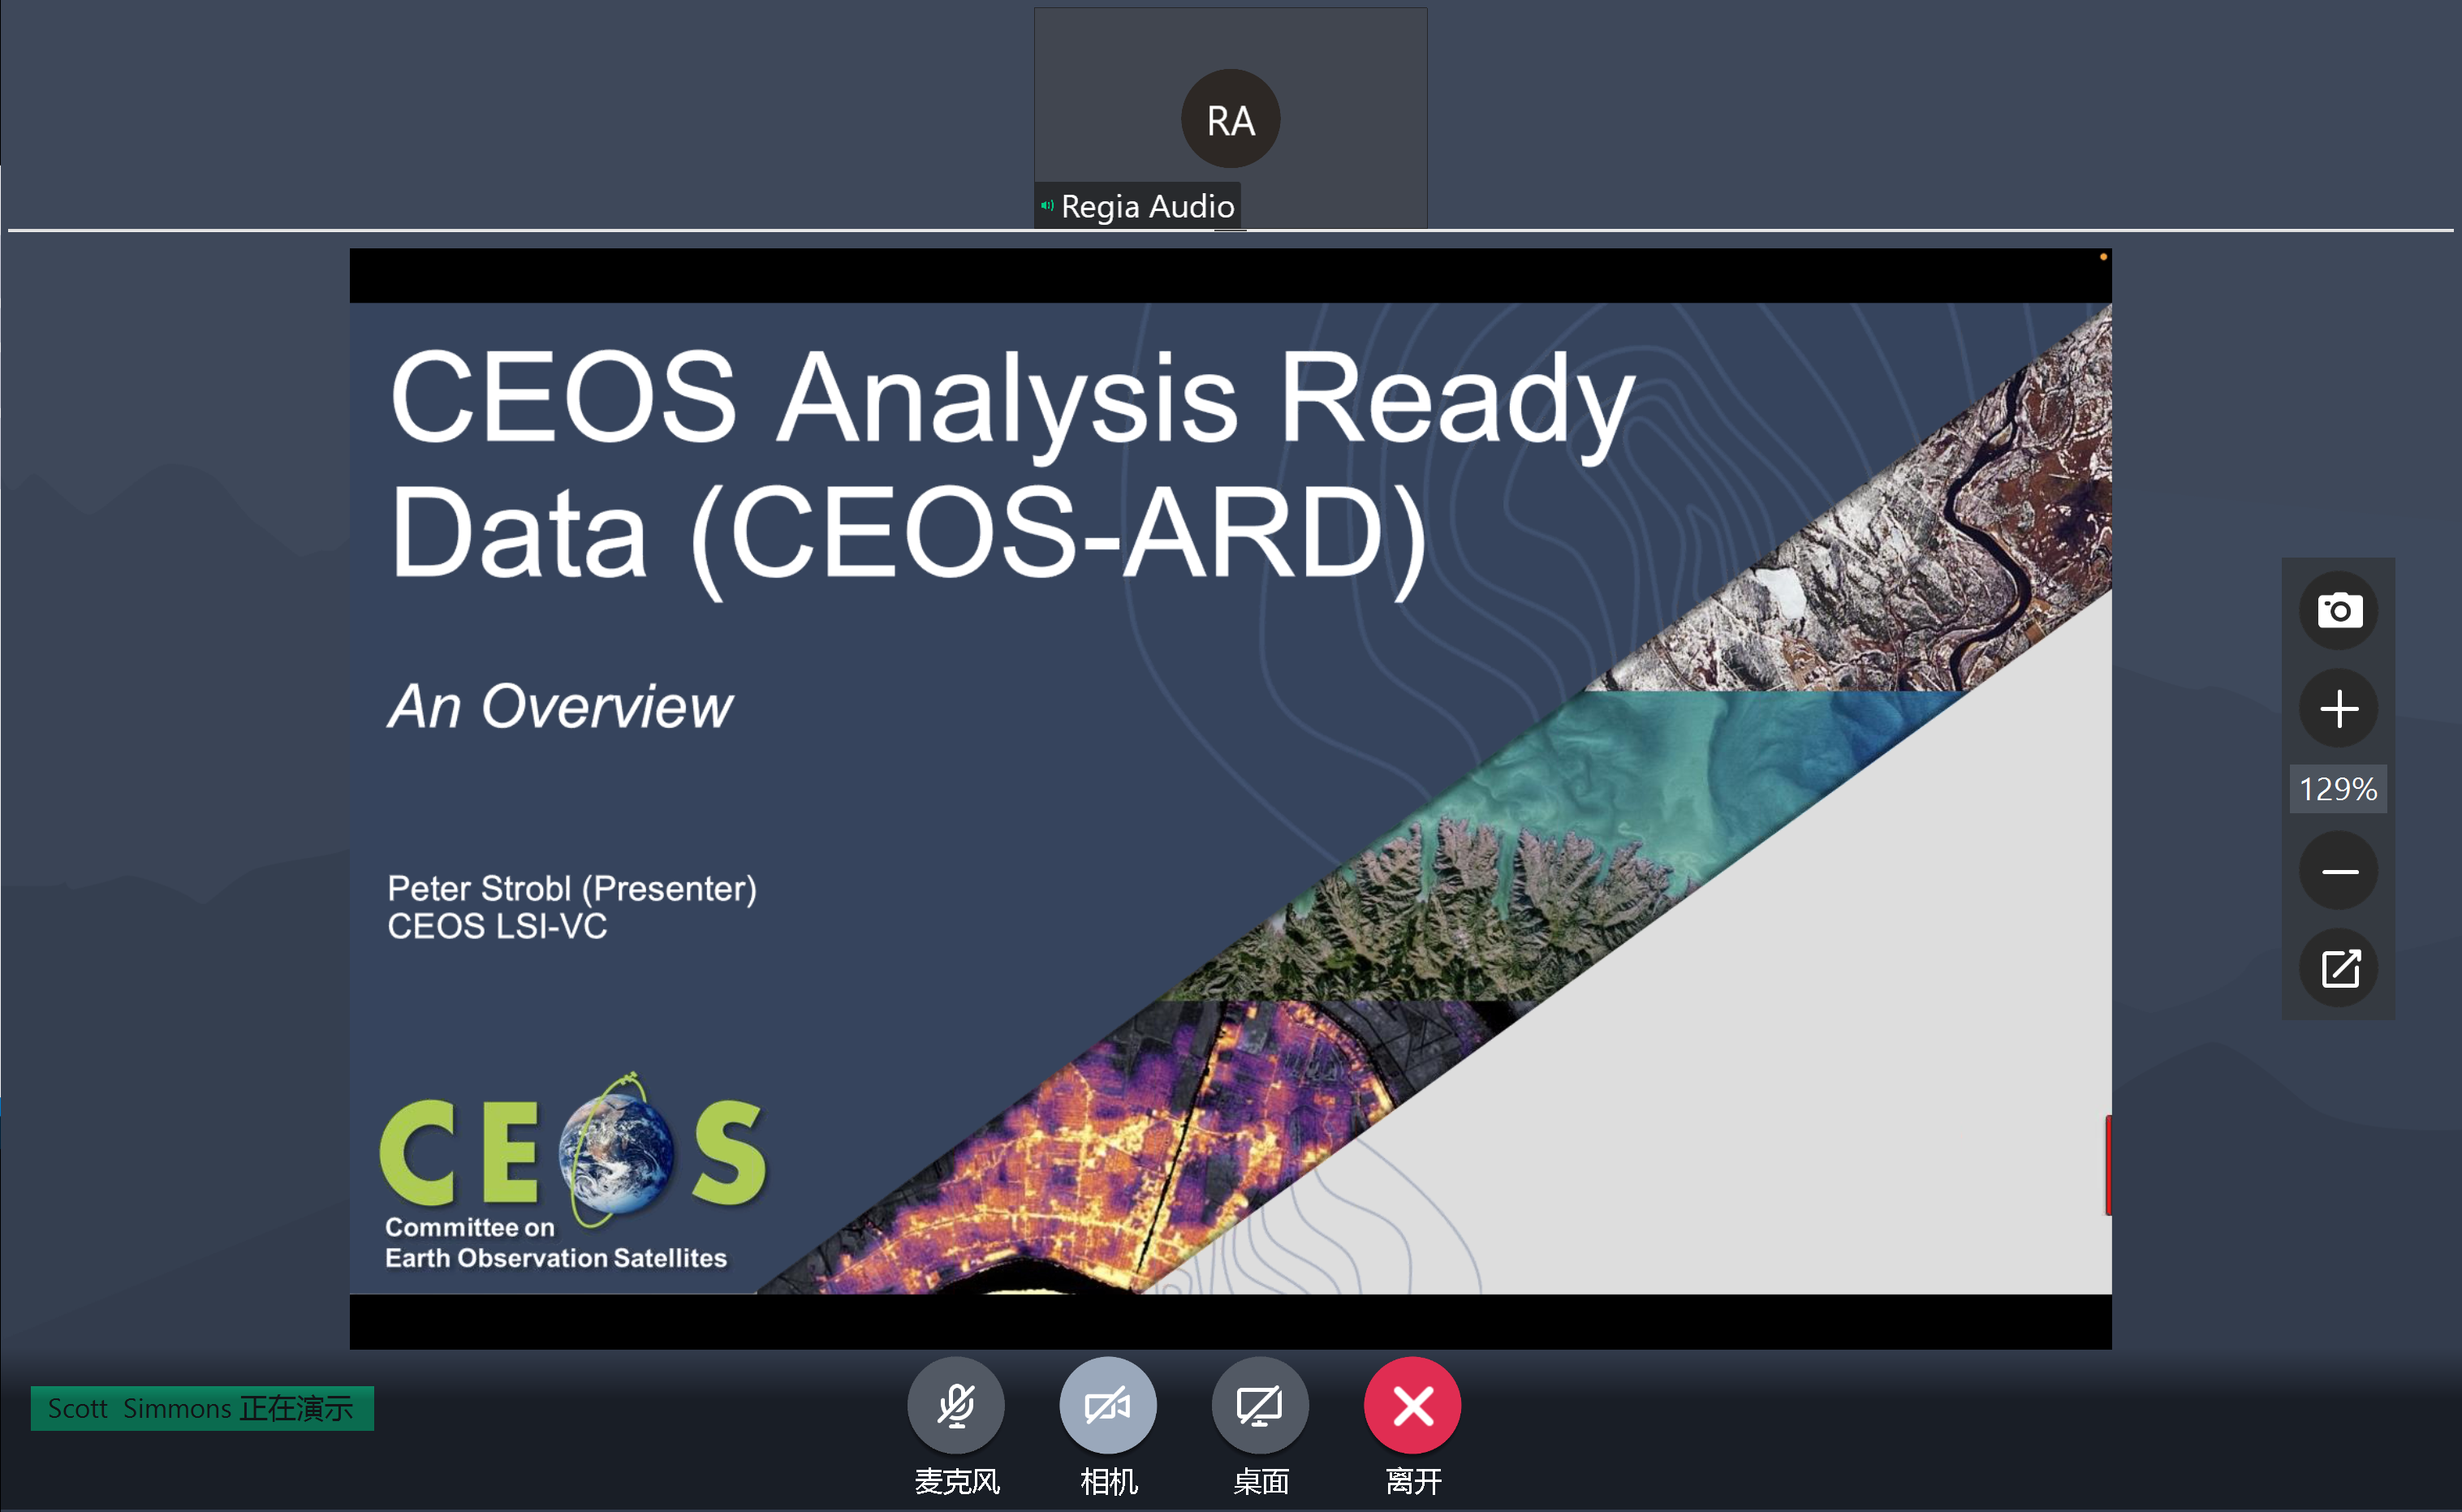 RA
Regia Audio
CEOS Analysis Ready
Data (CEOS-ARD)
An Overview
Peter Strobl (Presenter)
CEOS LSI-VC
CEOS
Committee on
Earth Observation Satellites
129%
Scott Simmons 正在演示
麦克风
相机
桌面
离开